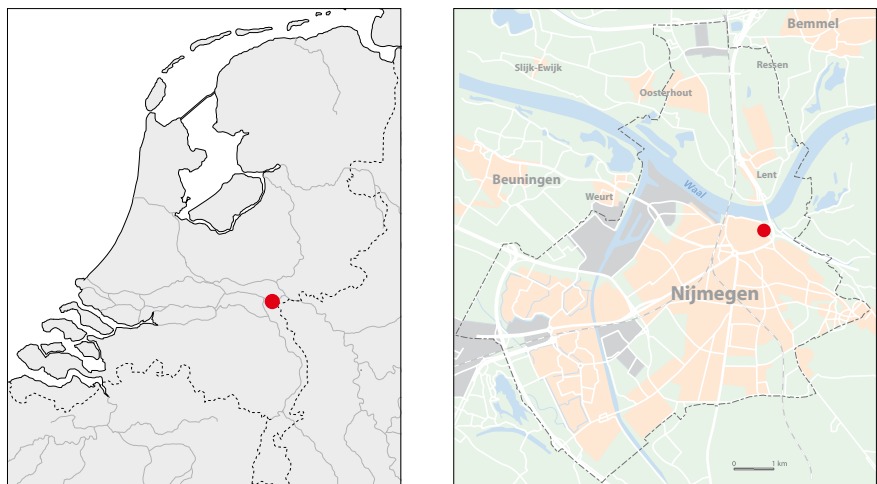 Bemmel
Ressen
Slijk-Ewijk
Oosterhout
Lent
Beuningen
Waal
Weurt
Nijmegen
0 1 km